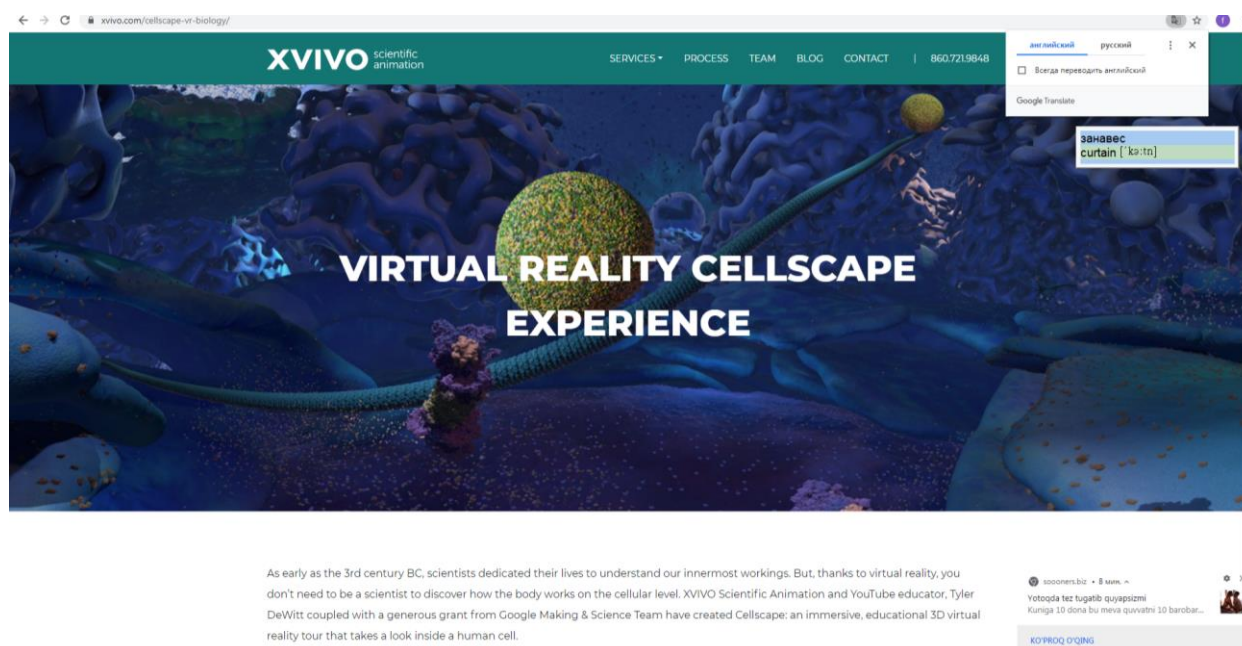 xvivo.com/cellscape-vr-biology/
XVIVO scientific animation
SERVICES PROCESS TEAM BLOG CONTACT | 860.721.9848
английский русский
Всегда переводить английский
Google Translate
занавес
curtain [ˈkə:tn]
VIRTUAL REALITY CELLSCAPE
EXPERIENCE
As early as the 3rd century BC, scientists dedicated their lives to understand our innermost workings. But, thanks to virtual reality, you
don't need to be a scientist to discover how the body works on the cellular level. XVIVO Scientific Animation and YouTube educator, Tyler
DeWitt coupled with a generous grant from Google Making & Science Team have created Cellscape: an immersive, educational 3D virtual
reality tour that takes a look inside a human cell.
soooners.biz • 8 мин.
Yotoqda tez tugatib quyapsizmi
Kuniga 10 dona bu meva quvvatni 10 barobar...
KO'PROQ O'QING